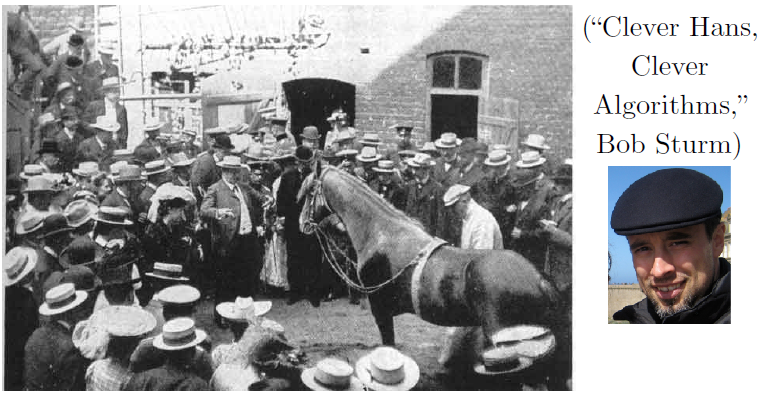 (“Clever Hans,
Clever
Algorithms,”
Bob Sturm)